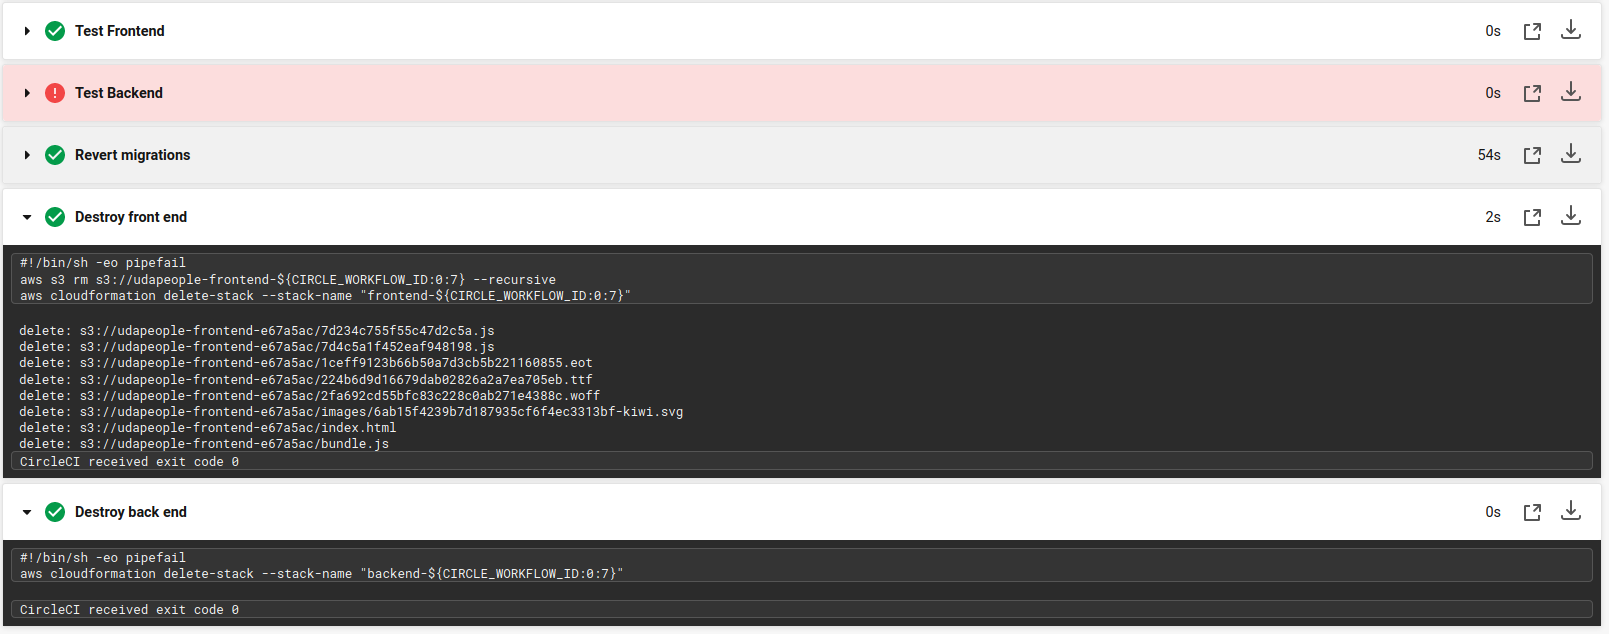 Test Frontend 0s
! Test Backend 0s
Revert migrations 54s
Destroy front end 2s
#!/bin/sh -eo pipefail
aws s3 rm s3://udapeople-frontend-${CIRCLE_WORKFLOW_ID:0:7} --recursive
aws cloudformation delete-stack --stack-name "frontend-${CIRCLE_WORKFLOW_ID:0:7}"
delete: s3://udapeople-frontend-e67a5ac/7d234c755f55c47d2c5a.js
delete: s3://udapeople-frontend-e67a5ac/7d4c5a1f452eaf948198.js
delete: s3://udapeople-frontend-e67a5ac/1ceff9123b66b50a7d3cb5b221160855.eot
delete: s3://udapeople-frontend-e67a5ac/224b6d9d16679dab02826a2a7ea705eb.ttf
delete: s3://udapeople-frontend-e67a5ac/2fa692cd55bfc83c228c0ab271e4388c.woff
delete: s3://udapeople-frontend-e67a5ac/images/6ab15f4239b7d187935cf6f4ec3313bf-kiwi.svg
delete: s3://udapeople-frontend-e67a5ac/index.html
delete: s3://udapeople-frontend-e67a5ac/bundle.js
CircleCI received exit code 0
Destroy back end 0s
#!/bin/sh -eo pipefail
aws cloudformation delete-stack --stack-name "backend-${CIRCLE_WORKFLOW_ID:0:7}"
CircleCI received exit code 0